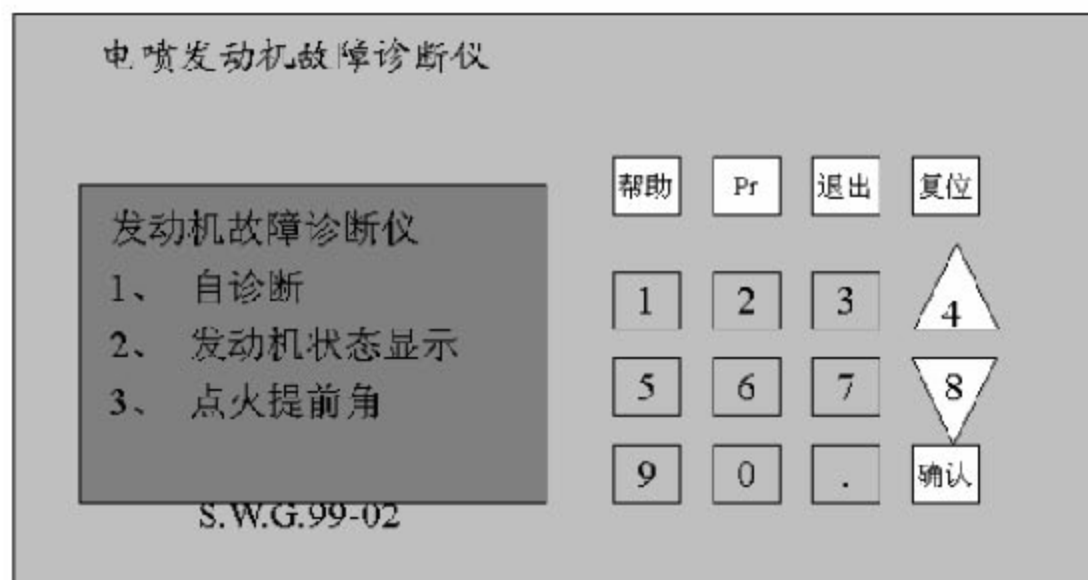 电喷发动机故障诊断仪
发动机故障诊断仪
1、 自诊断
2、 发动机状态显示
3、 点火提前角
S.W.G.99-02
帮助 Pr 退出 复位
1 2 3 4
5 6 7 8
9 0 . 确认